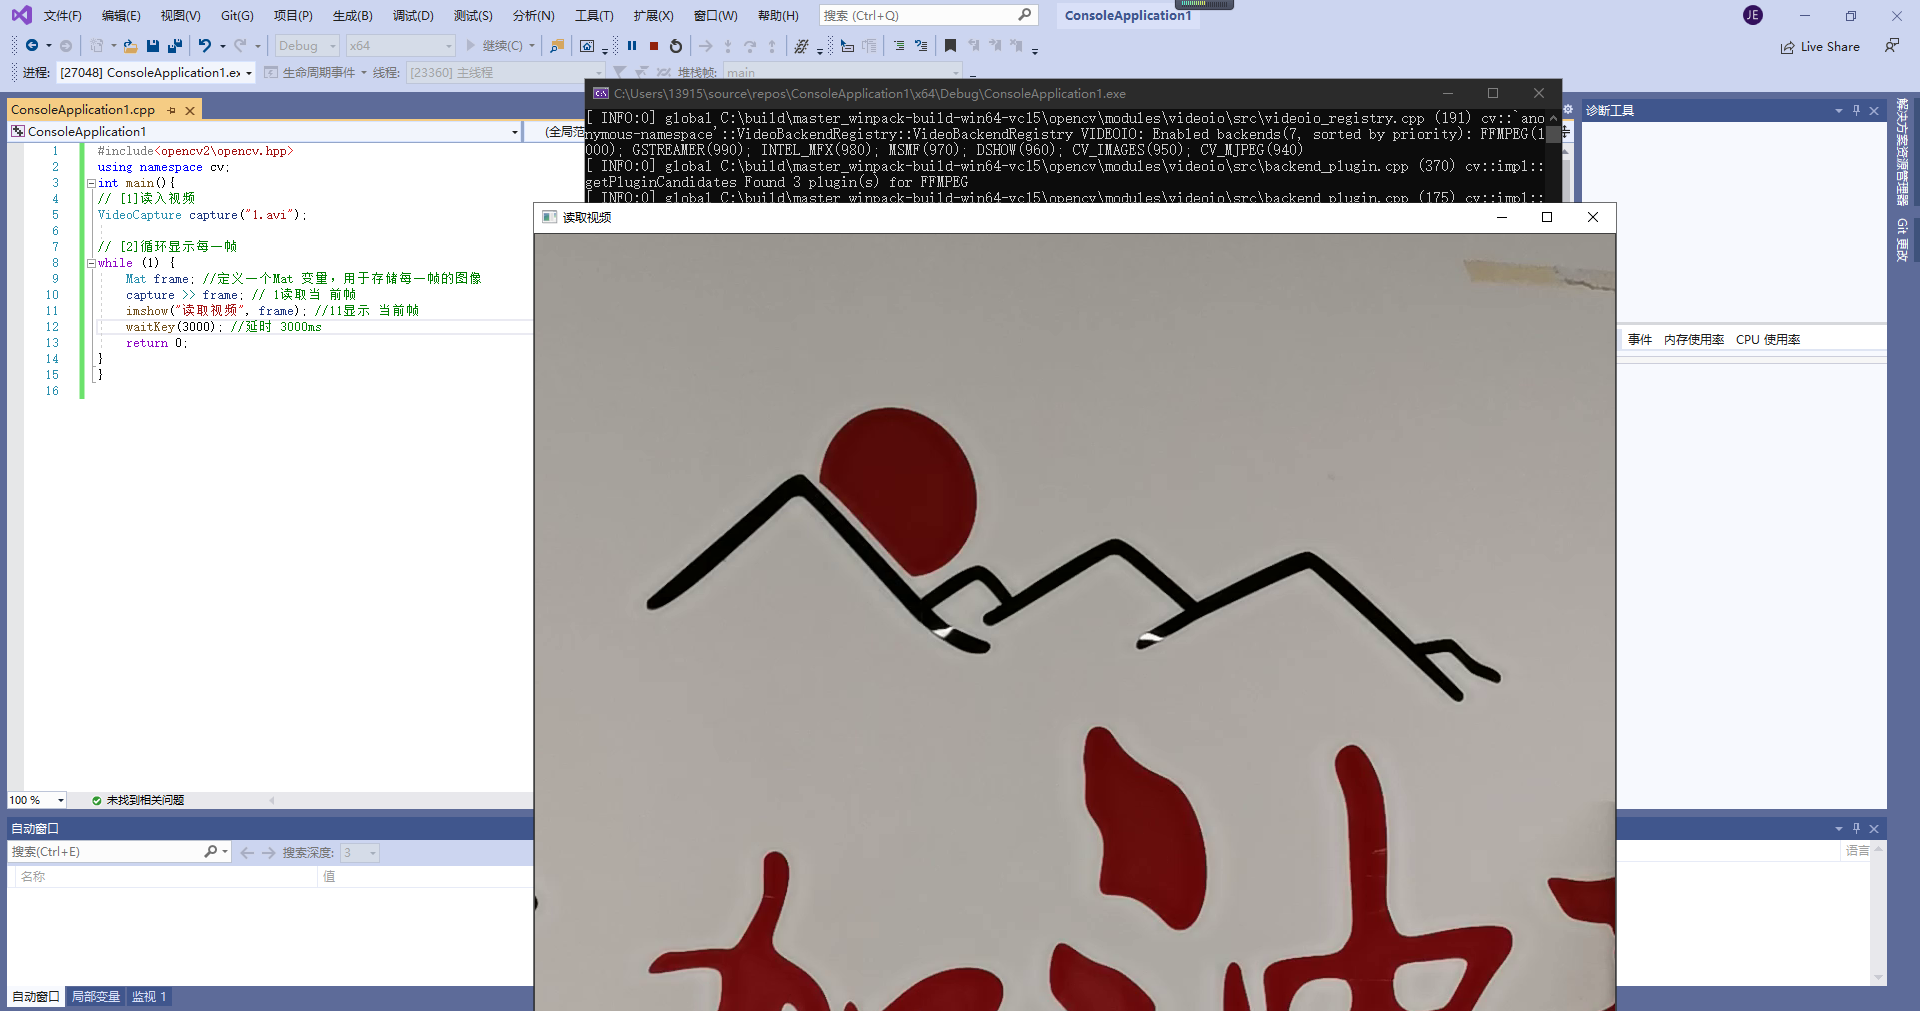 文件(F) 编辑(E) 视图(V) Git(G) 项目(P) 生成(B) 调试(D) 测试(S) 分析(N) 工具(T) 扩展(X) 窗口(W) 帮助(H) 搜索 (Ctrl+Q) ConsoleApplication1 JE
Debug x64 继续(C) Live Share
进程: [27048] ConsoleApplication1.ex 生命周期事件 线程: [23360] 主线程 堆栈帧: main
ConsoleApplication1.cpp
ConsoleApplication1 (全局范
1 #include<opencv2\opencv.hpp>
2 using namespace cv;
3 int main(){
4 // [1]读入视频
5 VideoCapture capture("1.avi");
6
7 // [2]循环显示每一帧
8 while (1) {
9 Mat frame; //定义一个Mat 变量，用于存储每一帧的图像
10 capture >> frame; // 1读取当 前帧
11 imshow("读取视频", frame); //11显示 当前帧
12 waitKey(3000); //延时 3000ms
13 return 0;
14 }
15 }
16
100 % 未找到相关问题
C:\Users\13915\source\repos\ConsoleApplication1\x64\Debug\ConsoleApplication1.exe
[ INFO:0] global C:\build\master_winpack-build-win64-vc15\opencv\modules\videoio\src\videoio_registry.cpp (191) cv::`ano
nymous-namespace'::VideoBackendRegistry::VideoBackendRegistry VIDEOIO: Enabled backends(7, sorted by priority): FFMPEG(1
000); GSTREAMER(990); INTEL_MFX(980); MSMF(970); DSHOW(960); CV_IMAGES(950); CV_MJPEG(940)
[ INFO:0] global C:\build\master_winpack-build-win64-vc15\opencv\modules\videoio\src\backend_plugin.cpp (370) cv::impl::
getPluginCandidates Found 3 plugin(s) for FFMPEG
[ INFO:0] global C:\build\master_winpack-build-win64-vc15\opencv\modules\videoio\src\backend_plugin.cpp (175) cv::impl::
读取视频
诊断工具
事件 内存使用率 CPU 使用率
解决方案资源管理器
Git 更改
自动窗口
搜索(Ctrl+E) 搜索深度: 3
名称 值
语言
自动窗口 局部变量 监视 1